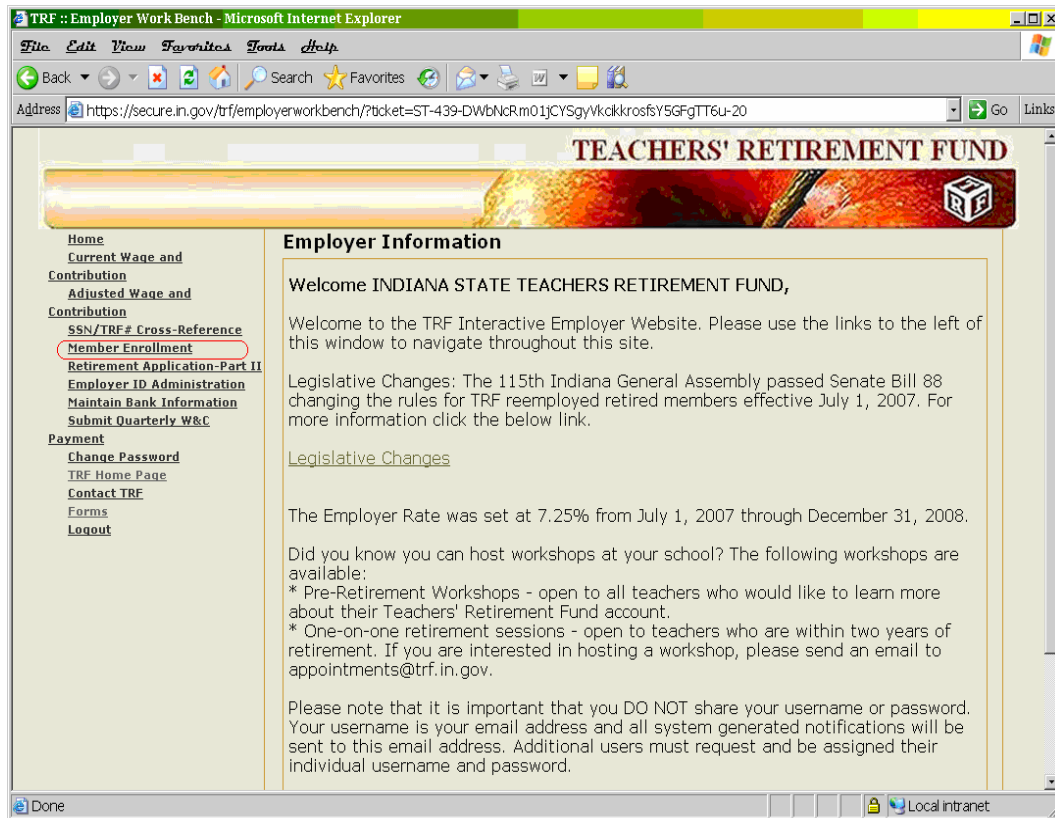 TRF :: Employer Work Bench - Microsoft Internet Explorer
File Edit View Favorites Tools Help
Back Search Favorites
Address https://secure.in.gov/trf/employerworkbench/?ticket=ST-439-DWbNcRm01jCYSgyVkcikkrosfsY5GFgTT6u-20 Go Links
TEACHERS' RETIREMENT FUND
TRF
Home
Current Wage and
Contribution
Adjusted Wage and
Contribution
SSN/TRF# Cross-Reference
Member Enrollment
Retirement Application-Part II
Employer ID Administration
Maintain Bank Information
Submit Quarterly W&C
Payment
Change Password
TRF Home Page
Contact TRF
Forms
Logout
Employer Information
Welcome INDIANA STATE TEACHERS RETIREMENT FUND,
Welcome to the TRF Interactive Employer Website. Please use the links to the left of
this window to navigate throughout this site.
Legislative Changes: The 115th Indiana General Assembly passed Senate Bill 88
changing the rules for TRF reemployed retired members effective July 1, 2007. For
more information click the below link.
Legislative Changes
The Employer Rate was set at 7.25% from July 1, 2007 through December 31, 2008.
Did you know you can host workshops at your school? The following workshops are
available:
* Pre-Retirement Workshops - open to all teachers who would like to learn more
about their Teachers' Retirement Fund account.
* One-on-one retirement sessions - open to teachers who are within two years of
retirement. If you are interested in hosting a workshop, please send an email to
appointments@trf.in.gov.
Please note that it is important that you DO NOT share your username or password.
Your username is your email address and all system generated notifications will be
sent to this email address. Additional users must request and be assigned their
individual username and password.
Done Local intranet